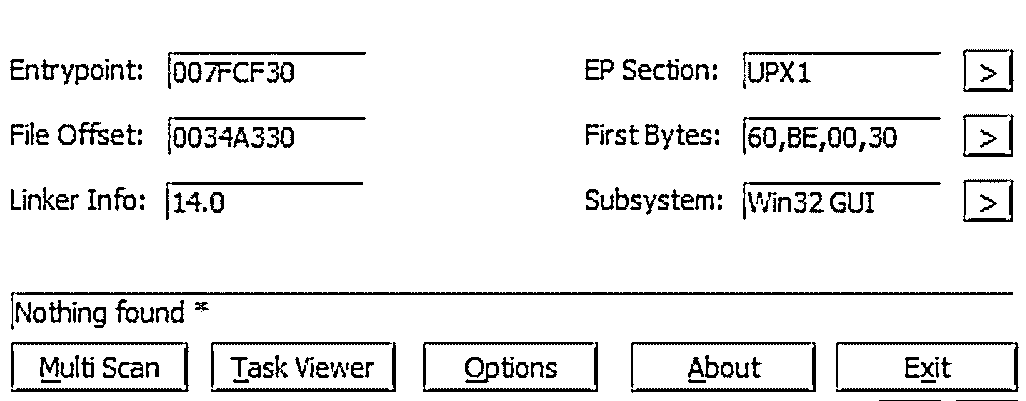 Entrypoint: 007FCF30 EP Section: UPX1 >
File Offset: 0034A330 First Bytes: 60,BE,00,30 >
Linker Info: 14.0 Subsystem: Win32 GUI >
Nothing found *
Multi Scan Task Viewer Options About Exit